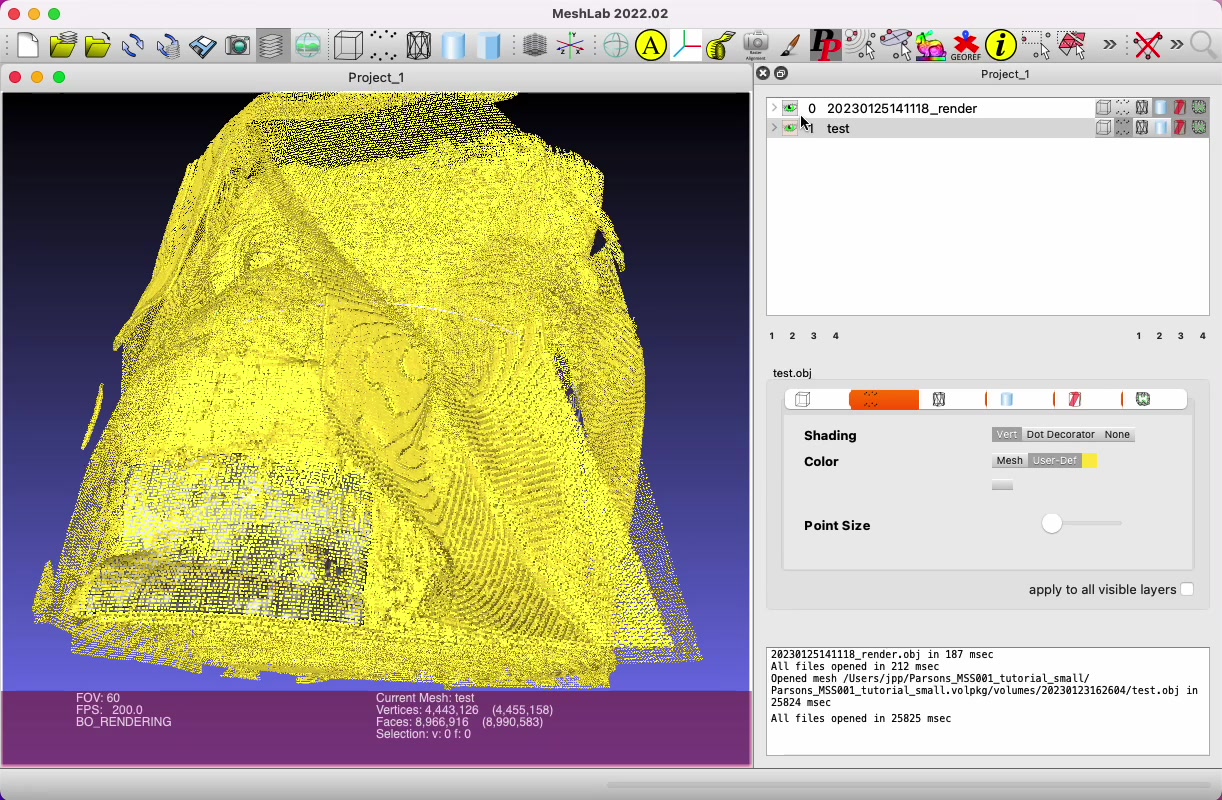 MeshLab 2022.02
A
PP
GEOREF
i
»
»
Project_1
Project_1
0 20230125141118_render
1 test
1 2 3 4
1 2 3 4
test.obj
Shading
Vert Dot Decorator None
Color
Mesh User-Def
Point Size
apply to all visible layers
20230125141118_render.obj in 187 msec
All files opened in 212 msec
Opened mesh /Users/jpp/Parsons_MSS001_tutorial_small/
Parsons_MSS001_tutorial_small.volpkg/volumes/20230123162604/test.obj in
25824 msec
All files opened in 25825 msec
FOV: 60
FPS: 200.0
BO_RENDERING
Current Mesh: test
Vertices: 4,443,126 (4,455,158)
Faces: 8,966,916 (8,990,583)
Selection: v: 0 f: 0